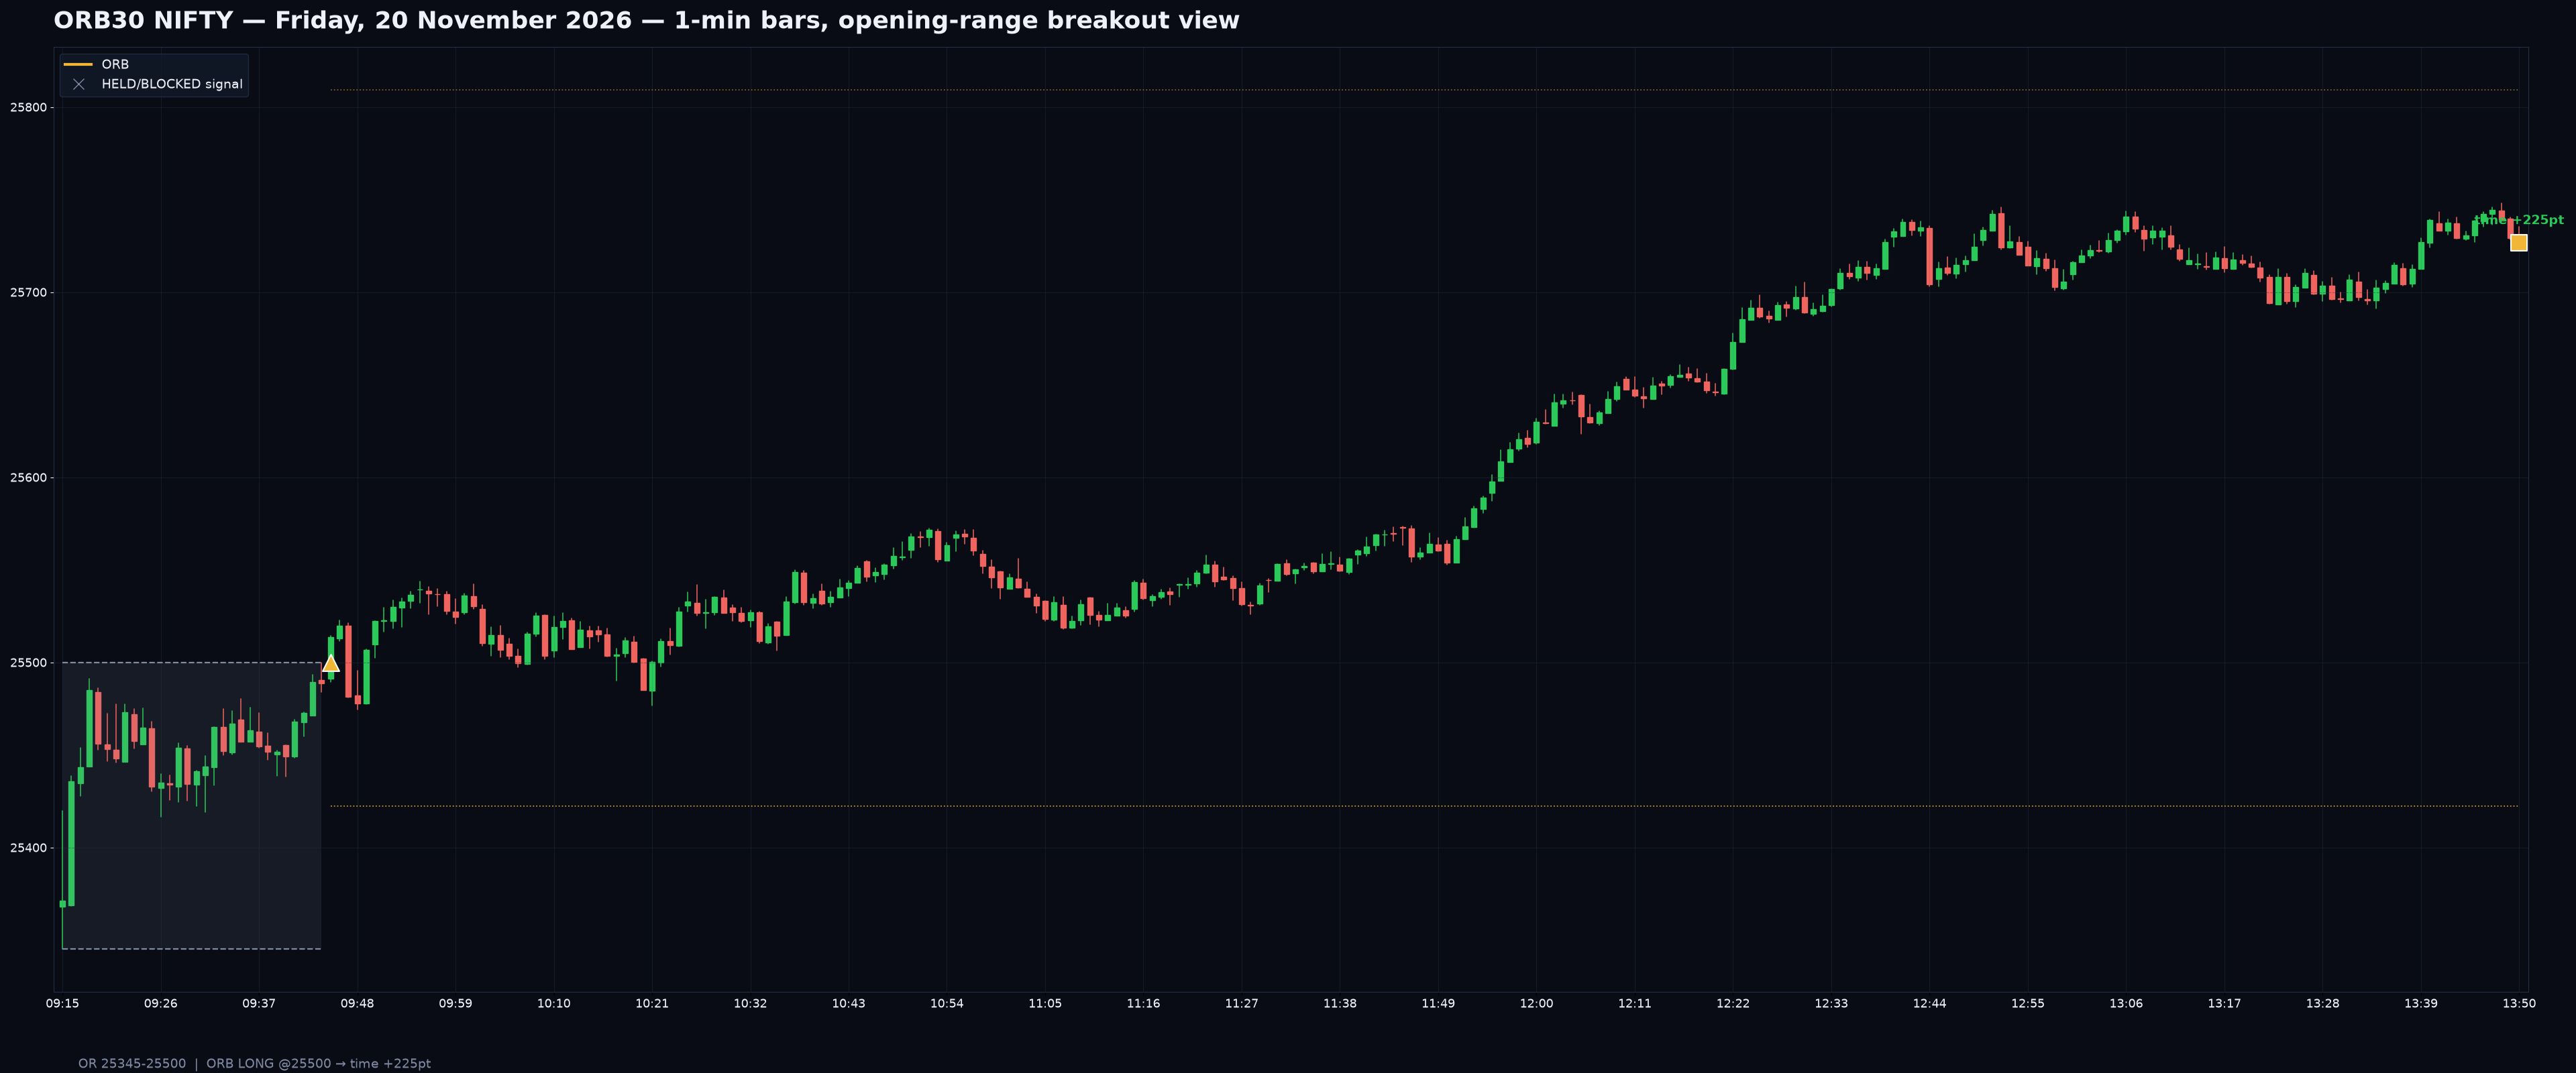 ORB30 NIFTY — Friday, 20 November 2026 — 1-min bars, opening-range breakout view
ORB
HELD/BLOCKED signal
25800
25700
25600
25500
25400
time +225pt
09:15 09:26 09:37 09:48 09:59 10:10 10:21 10:32 10:43 10:54 11:05 11:16 11:27 11:38 11:49 12:00 12:11 12:22 12:33 12:44 12:55 13:06 13:17 13:28 13:39 13:50
OR 25345-25500 | ORB LONG @25500 → time +225pt